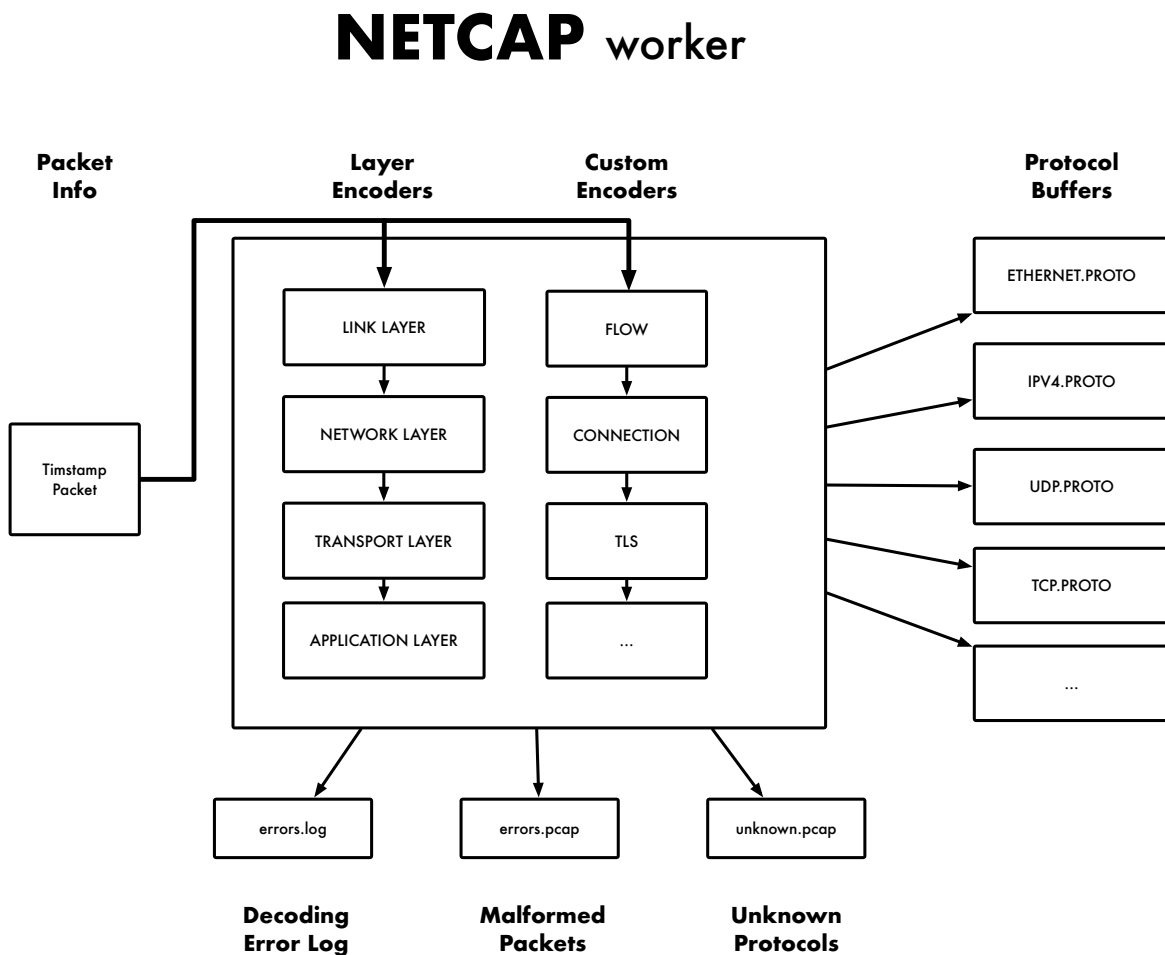 NETCAP worker
Packet
Info
Layer
Encoders
Custom
Encoders
Protocol
Buffers
Timstamp
Packet
LINK LAYER
NETWORK LAYER
TRANSPORT LAYER
APPLICATION LAYER
FLOW
CONNECTION
TLS
...
ETHERNET.PROTO
IPV4.PROTO
UDP.PROTO
TCP.PROTO
...
errors.log
errors.pcap
unknown.pcap
Decoding
Error Log
Malformed
Packets
Unknown
Protocols